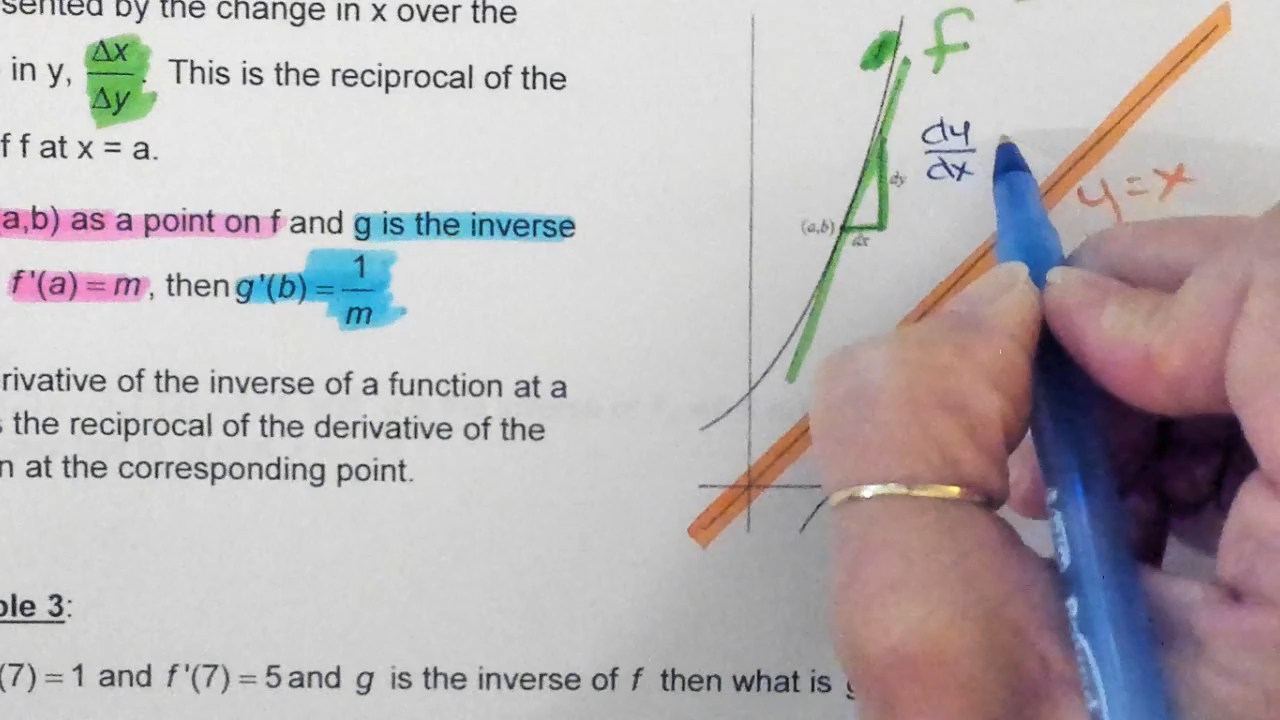 sented by the change in x over the
in y, Δx/Δy. This is the reciprocal of the
f f at x = a.
a,b) as a point on f and g is the inverse
f'(a) = m, then g'(b) = 1/m
rivative of the inverse of a function at a
the reciprocal of the derivative of the
n at the corresponding point.
ple 3:
(7) = 1 and f'(7) = 5 and g is the inverse of f then what is
f
dy/dx
dy
(a,b)
dx
y = x